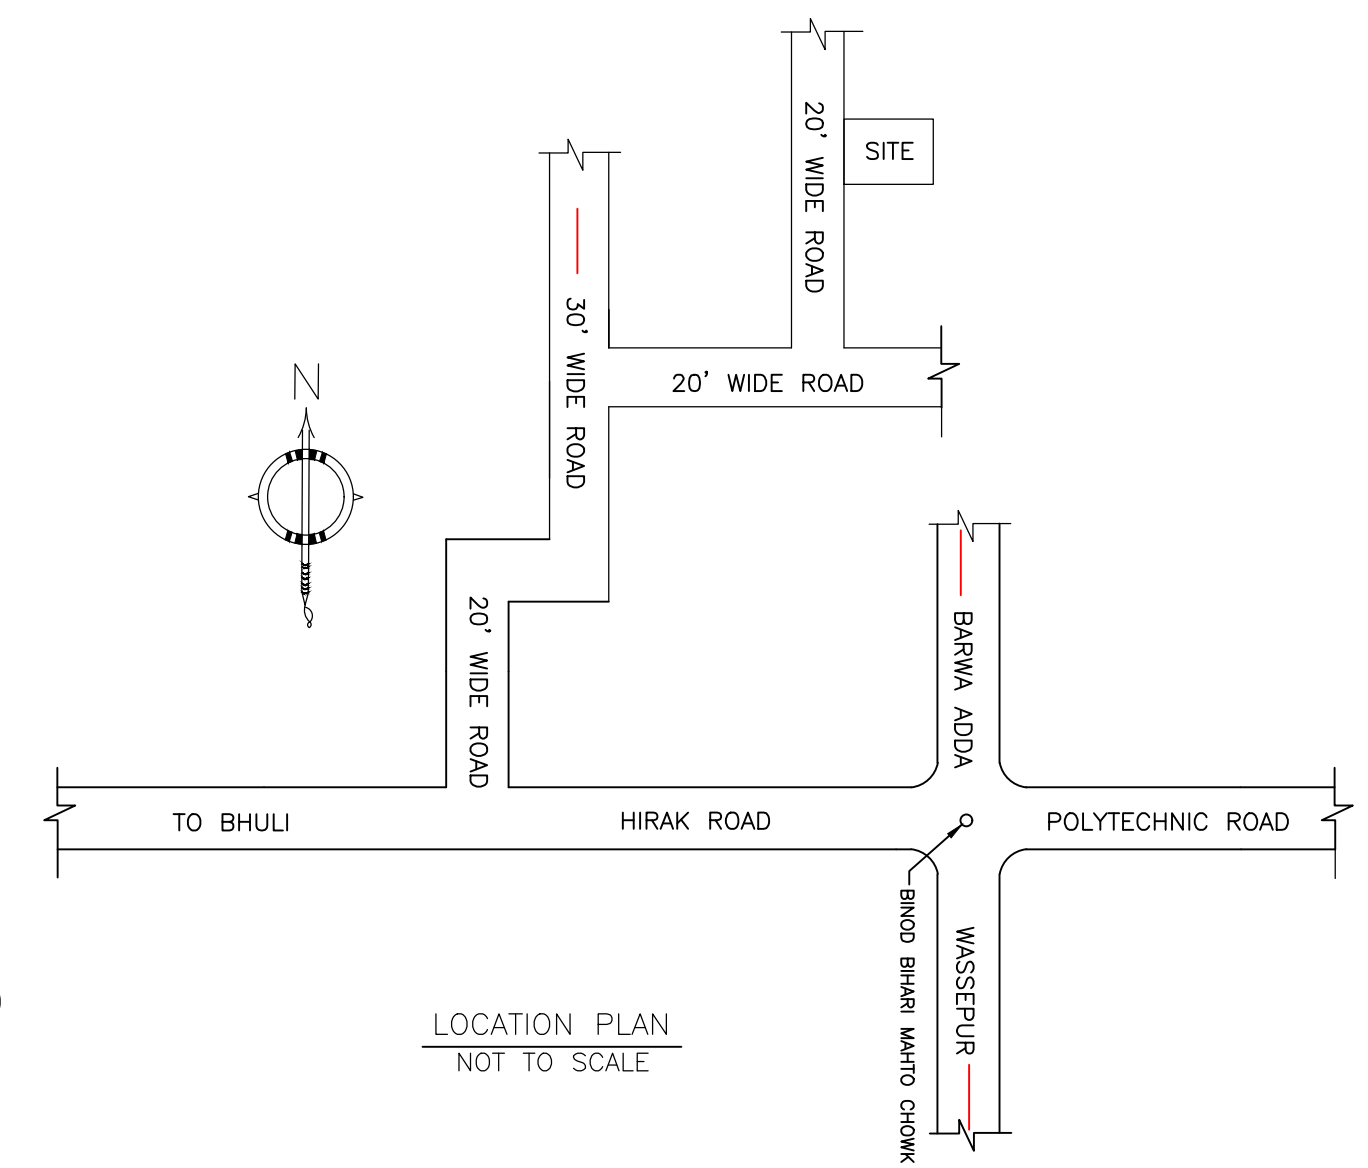 20' WIDE ROAD
SITE
30' WIDE ROAD
20' WIDE ROAD
N
20' WIDE ROAD
BARWA ADDA
TO BHULI
HIRAK ROAD
POLYTECHNIC ROAD
BINOD BIHARI MAHTO CHOWK
WASSEPUR
LOCATION PLAN
NOT TO SCALE